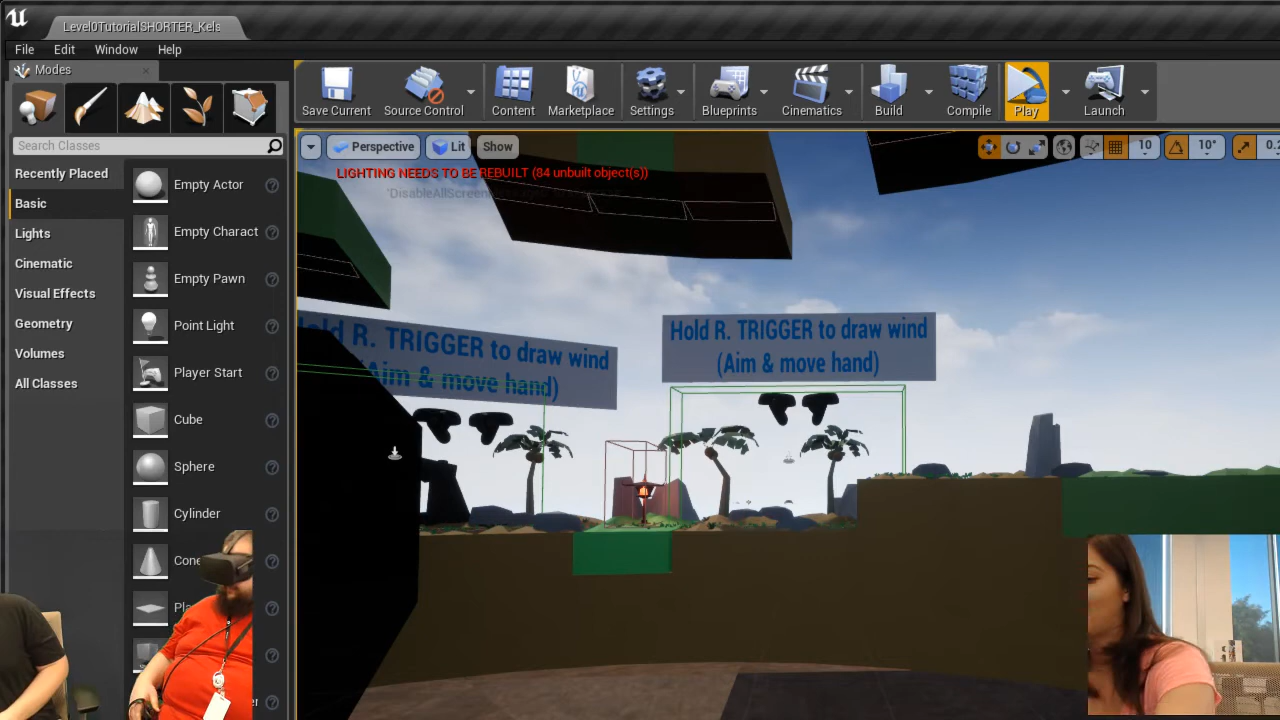 Level0TutorialSHORTER_Kels
File Edit Window Help
Modes
Search Classes
Recently Placed
Basic
Lights
Cinematic
Visual Effects
Geometry
Volumes
All Classes
Empty Actor
Empty Charact
Empty Pawn
Point Light
Player Start
Cube
Sphere
Cylinder
Cone
Save Current
Source Control
Content
Marketplace
Settings
Blueprints
Cinematics
Build
Compile
Play
Launch
Perspective
Lit
Show
10
10°
0.2
LIGHTING NEEDS TO BE REBUILT (84 unbuilt object(s))
'DisableAllScreen
Hold R. TRIGGER to draw wind
(Aim & move hand)
Hold R. TRIGGER to draw wind
(Aim & move hand)